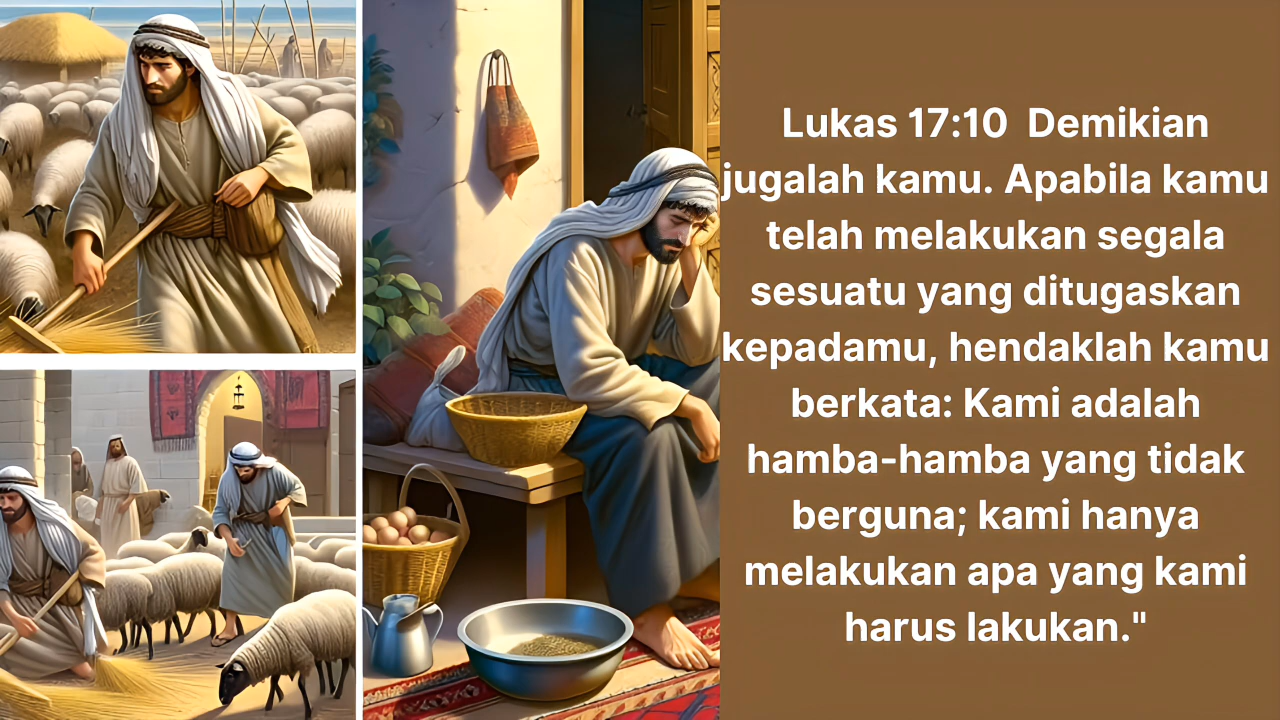 Lukas 17:10  Demikian
jugalah kamu. Apabila kamu
telah melakukan segala
sesuatu yang ditugaskan
kepadamu, hendaklah kamu
berkata: Kami adalah
hamba-hamba yang tidak
berguna; kami hanya
melakukan apa yang kami
harus lakukan."